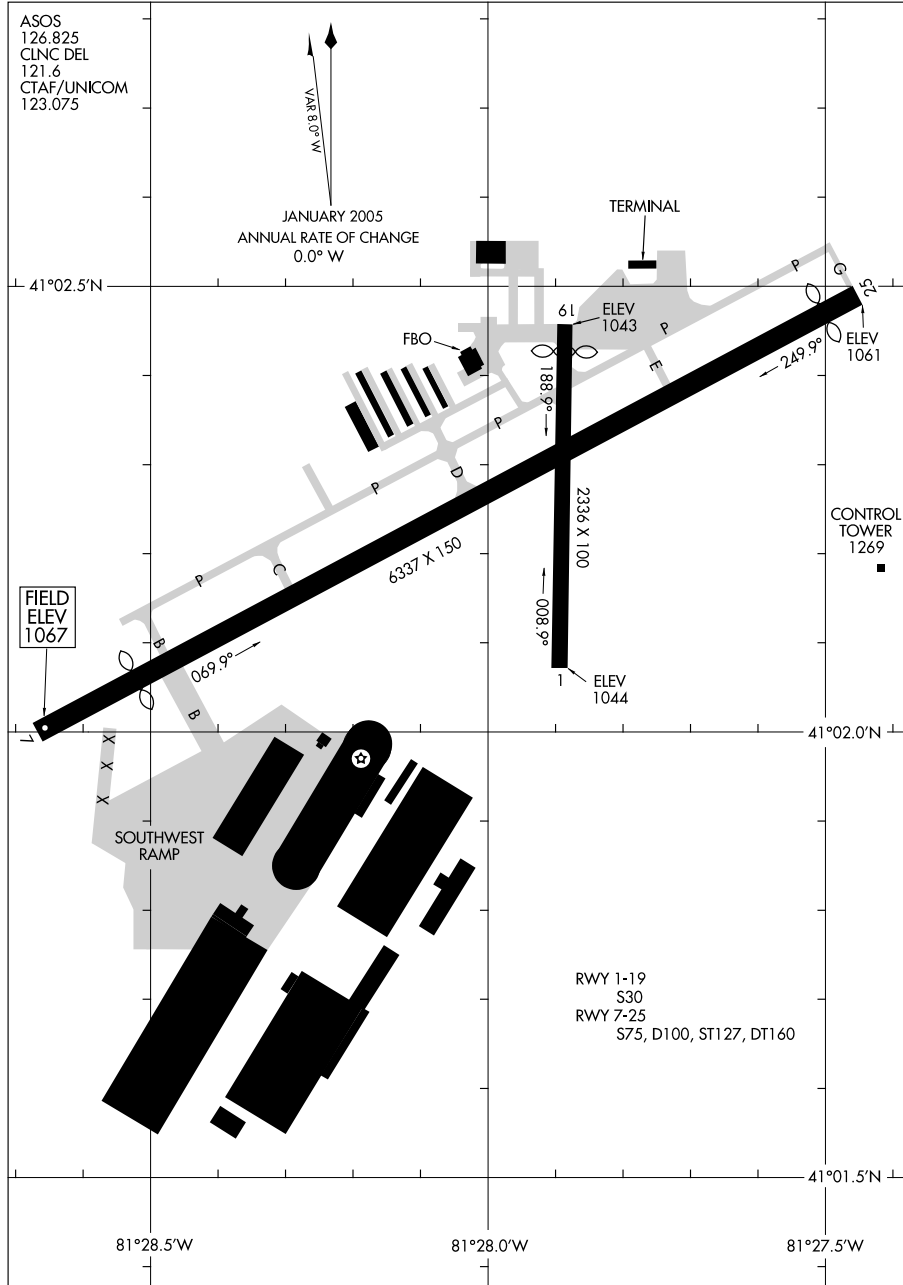 ASOS
126.825
CLNC DEL
121.6
CTAF/UNICOM
123.075
VAR 8.0° W
JANUARY 2005
ANNUAL RATE OF CHANGE
0.0° W
TERMINAL
41°02.5'N
P
G
25
ELEV
1061
249.9°
19
ELEV
1043
P
E
188.9°
FBO
P
D
P
2336 X 100
6337 X 150
CONTROL
TOWER
1269
C
P
008.9°
FIELD
ELEV
1067
B
069.9°
B
1
ELEV
1044
7
41°02.0'N
X
X
X
SOUTHWEST
RAMP
RWY 1-19
S30
RWY 7-25
S75, D100, ST127, DT160
41°01.5'N
81°28.5'W
81°28.0'W
81°27.5'W